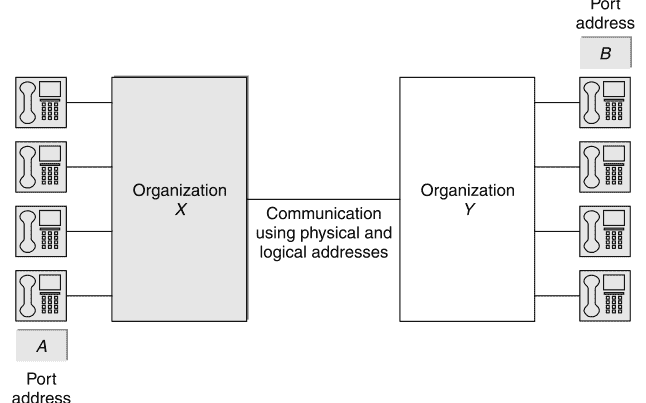 Port
address
B
Organization
X
Organization
Y
Communication
using physical and
logical addresses
A
Port
address